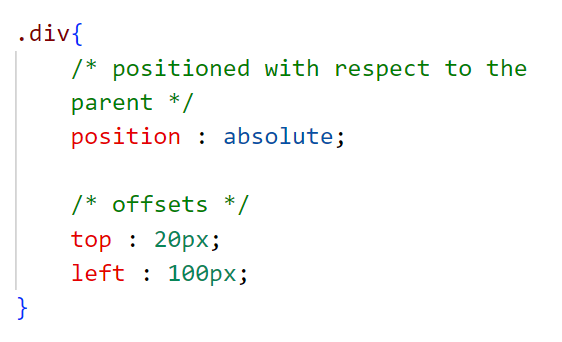 .div{
/* positioned with respect to the
parent */
position : absolute;
/* offsets */
top : 20px;
left : 100px;
}